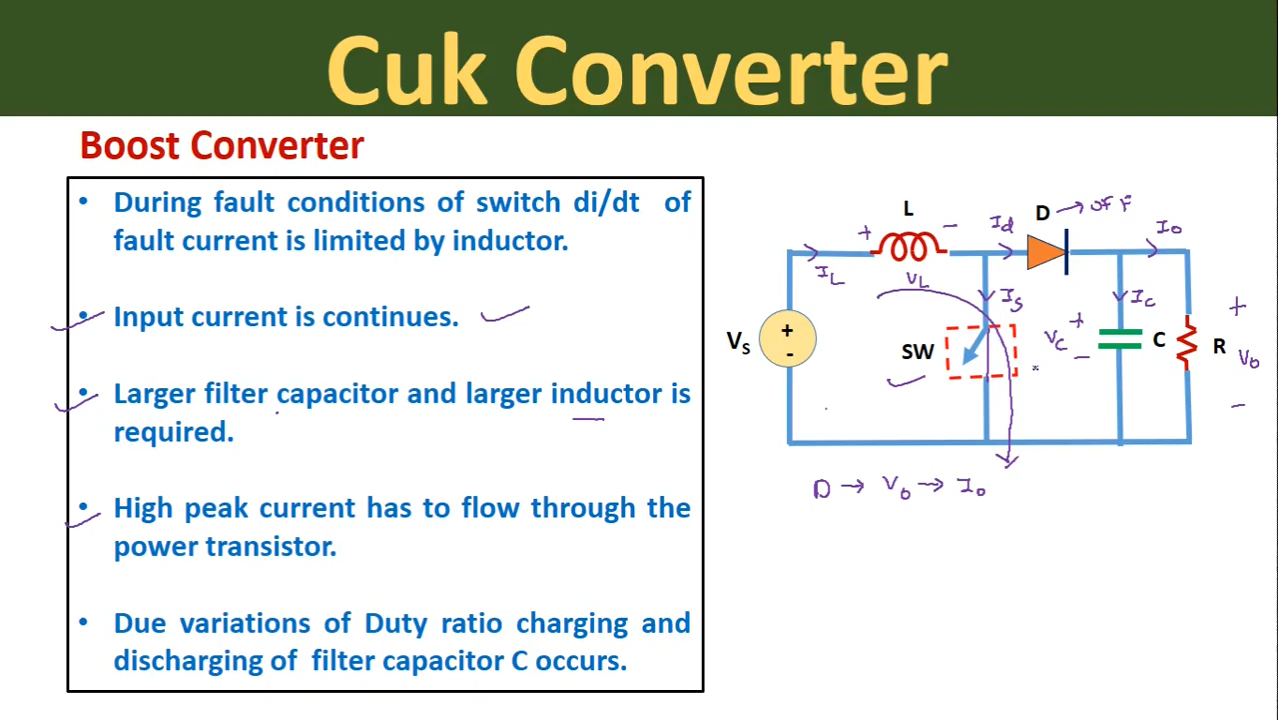 Cuk Converter
Boost Converter
• During fault conditions of switch di/dt of
fault current is limited by inductor.
• Input current is continues.
• Larger filter capacitor and larger inductor is
required.
• High peak current has to flow through the
power transistor.
• Due variations of Duty ratio charging and
discharging of filter capacitor C occurs.
L
D → OFF
+ -
Id
Io
IL
VL
Is
Ic
+
-
VS
SW
Vc
+
-
C
R
+
Vo
-
D → Vo → Io